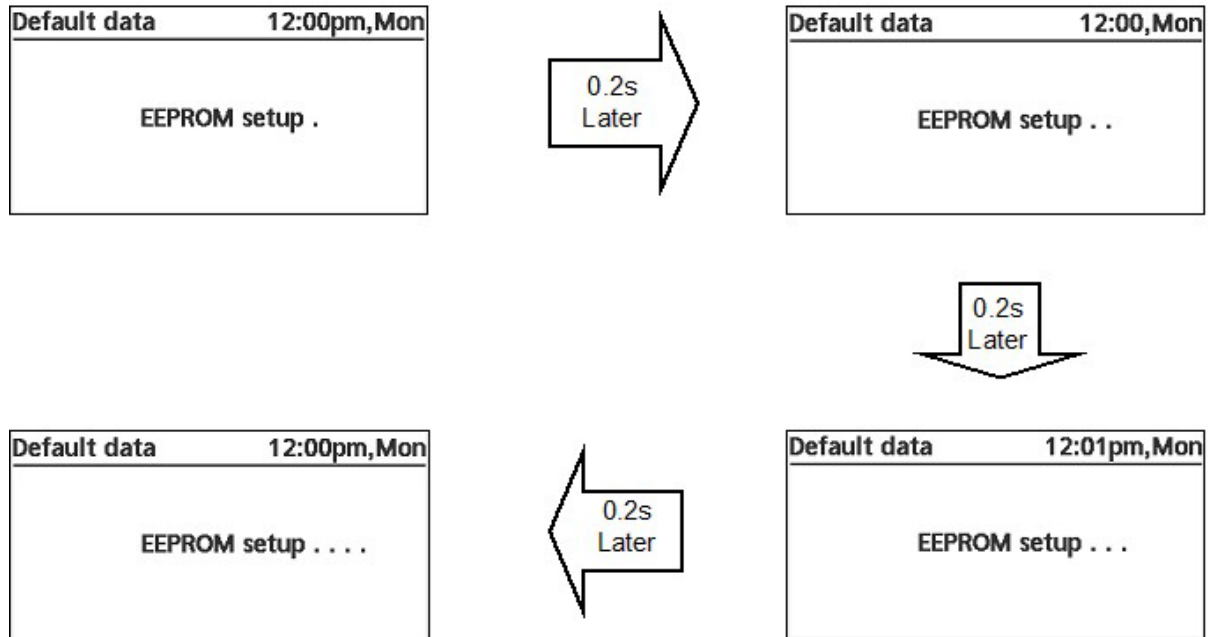 Default data 12:00pm,Mon
EEPROM setup .
0.2s
Later
Default data 12:00,Mon
EEPROM setup . .
0.2s
Later
Default data 12:01pm,Mon
EEPROM setup . . .
0.2s
Later
Default data 12:00pm,Mon
EEPROM setup . . . .